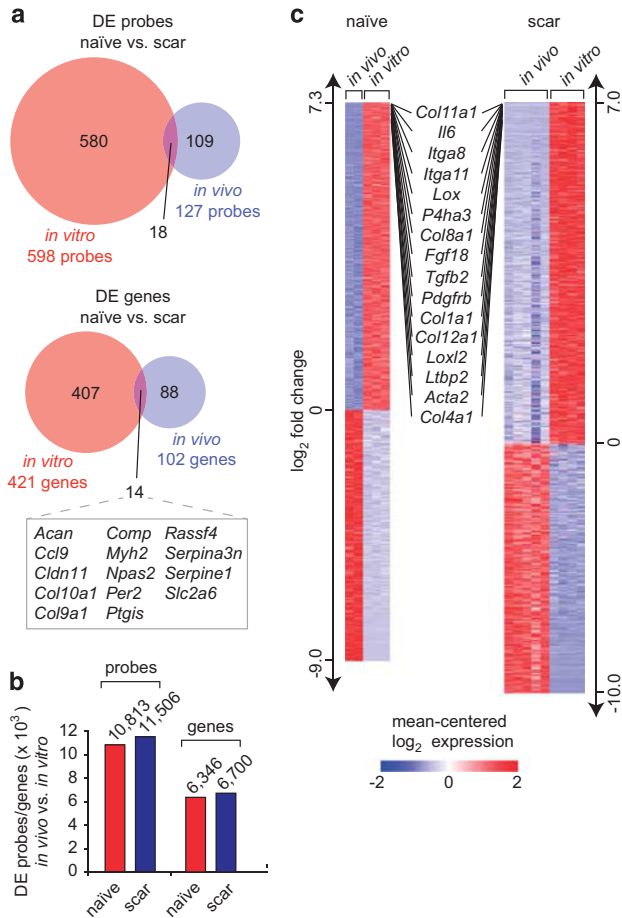 a
DE probes
naïve vs. scar
580
109
18
in vitro
598 probes
in vivo
127 probes
DE genes
naïve vs. scar
407
88
in vitro
421 genes
in vivo
102 genes
14
Acan Comp Rassf4
Ccl9 Myh2 Serpina3n
Cldn11 Npas2 Serpine1
Col10a1 Per2 Slc2a6
Col9a1 Ptgis
b
DE probes/genes (x 10³)
in vivo vs. in vitro
probes
genes
12
10
8
6
4
2
0
10,813
11,506
6,346
6,700
naïve
scar
naïve
scar
c
naïve
scar
in vivo
in vitro
in vivo
in vitro
7.3
0
-9.0
log₂ fold change
Col11a1
Il6
Itga8
Itga11
Lox
P4ha3
Col8a1
Fgf18
Tgfb2
Pdgfrb
Col1a1
Col12a1
Loxl2
Ltbp2
Acta2
Col4a1
7.0
0
-10.0
mean-centered
log₂ expression
-2 0 2